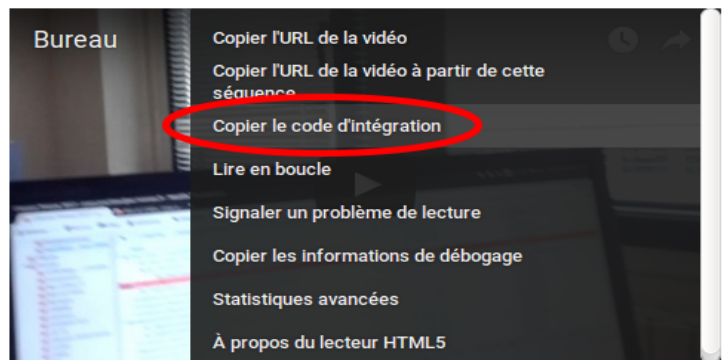 Bureau
Copier l'URL de la vidéo
Copier l'URL de la vidéo à partir de cette
séquence
Copier le code d'intégration
Lire en boucle
Signaler un problème de lecture
Copier les informations de débogage
Statistiques avancées
À propos du lecteur HTML5